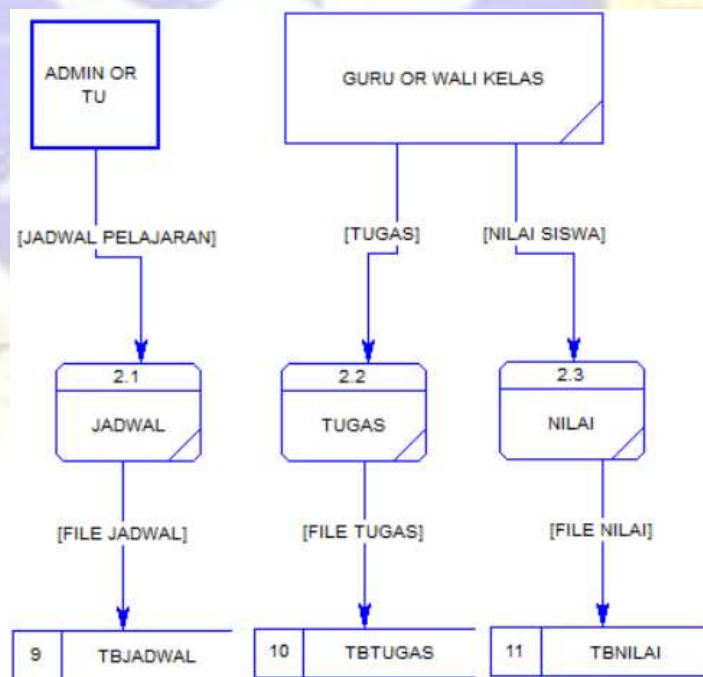 ADMIN OR
TU
GURU OR WALI KELAS
[JADWAL PELAJARAN]
[TUGAS]
[NILAI SISWA]
2.1
JADWAL
2.2
TUGAS
2.3
NILAI
[FILE JADWAL]
[FILE TUGAS]
[FILE NILAI]
9 TBJADWAL
10 TBTUGAS
11 TBNILAI